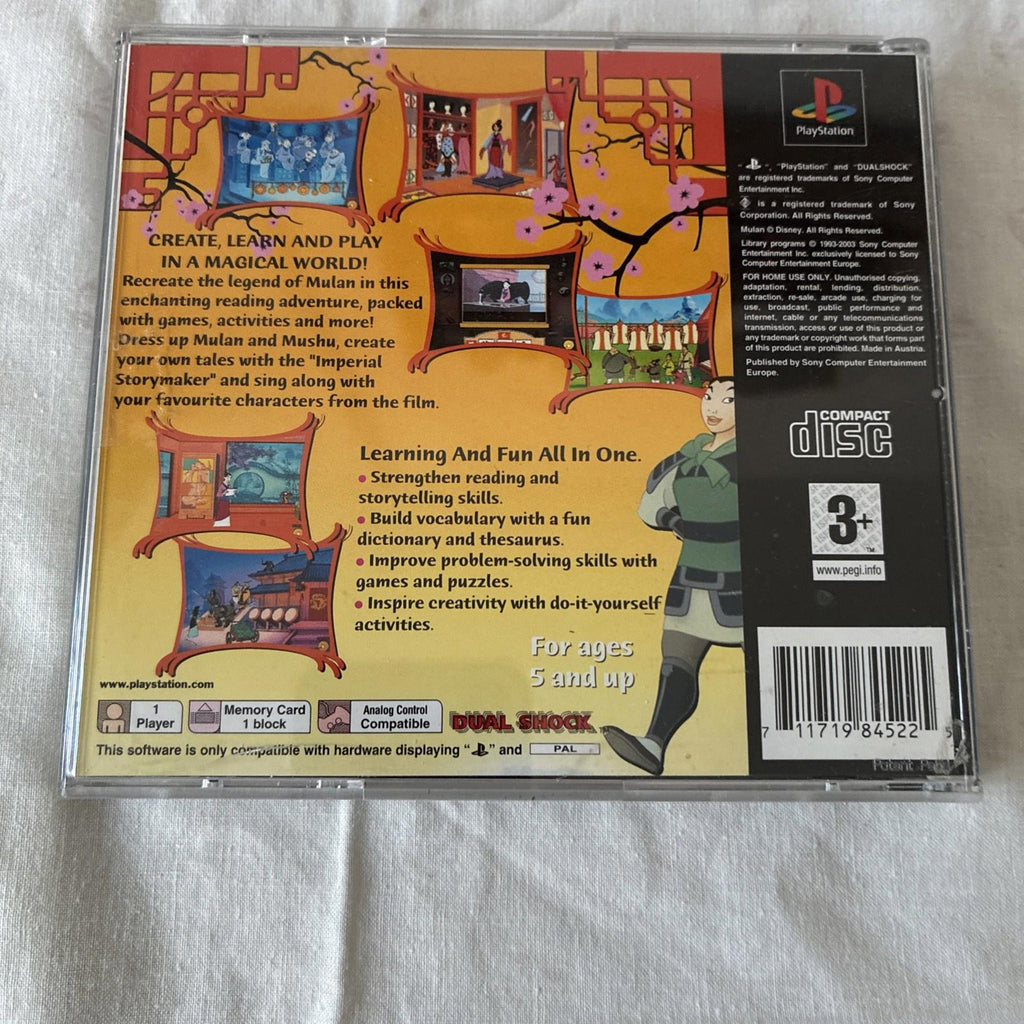 CREATE, LEARN AND PLAY
IN A MAGICAL WORLD!
Recreate the legend of Mulan in this
enchanting reading adventure, packed
with games, activities and more!
Dress up Mulan and Mushu, create
your own tales with the "Imperial
Storymaker" and sing along with
your favourite characters from the film.
Learning And Fun All In One.
• Strengthen reading and
storytelling skills.
• Build vocabulary with a fun
dictionary and thesaurus.
• Improve problem-solving skills with
games and puzzles.
• Inspire creativity with do-it-yourself
activities.
For ages
5 and up
www.playstation.com
1
Player
Memory Card
1 block
Analog Control
Compatible
DUAL SHOCK™
This software is only compatible with hardware displaying " " and PAL
PlayStation
" ", "PlayStation" and "DUALSHOCK"
are registered trademarks of Sony Computer
Entertainment Inc.
is a registered trademark of Sony
Corporation. All Rights Reserved.
Mulan © Disney. All Rights Reserved.
Library programs © 1993-2003 Sony Computer
Entertainment Inc. exclusively licensed to Sony
Computer Entertainment Europe.
FOR HOME USE ONLY. Unauthorised copying,
adaptation, rental, lending, distribution,
extraction, re-sale, arcade use, charging for
use, broadcast, public performance and
internet, cable or any telecommunications
transmission, access or use of this product or
any trademark or copyright work that forms part
of this product are prohibited. Made in Austria.
Published by Sony Computer Entertainment
Europe.
COMPACT
disc
3+
TM
www.pegi.info
7 11719 84522 5
Patent